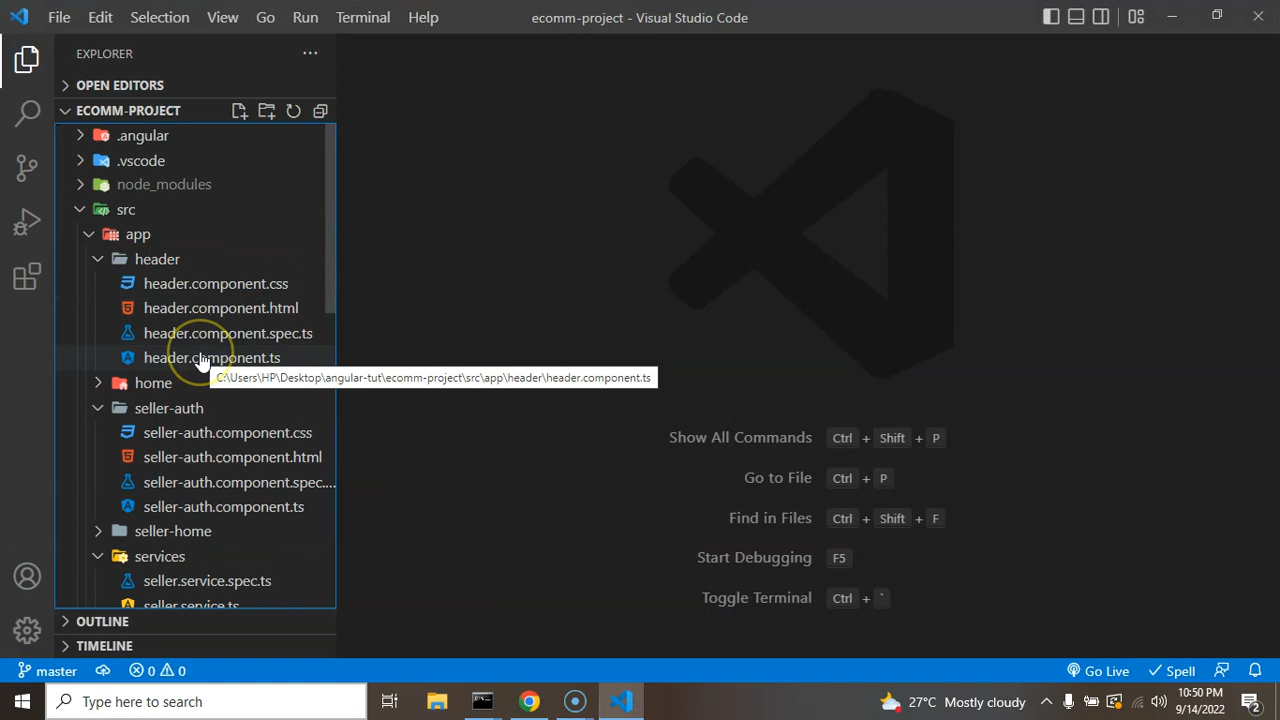 File Edit Selection View Go Run Terminal Help
ecomm-project - Visual Studio Code
EXPLORER
OPEN EDITORS
ECOMM-PROJECT
.angular
.vscode
node_modules
src
app
header
header.component.css
header.component.html
header.component.spec.ts
header.component.ts
C:\Users\HP\Desktop\angular-tut\ecomm-project\src\app\header\header.component.ts
home
seller-auth
seller-auth.component.css
seller-auth.component.html
seller-auth.component.spec....
seller-auth.component.ts
seller-home
services
seller.service.spec.ts
seller.service.ts
OUTLINE
TIMELINE
Show All Commands Ctrl + Shift + P
Go to File Ctrl + P
Find in Files Ctrl + Shift + F
Start Debugging F5
Toggle Terminal Ctrl + `
master 0 0 Go Live Spell
Type here to search
27°C Mostly cloudy
10:50 PM
9/14/2022
2